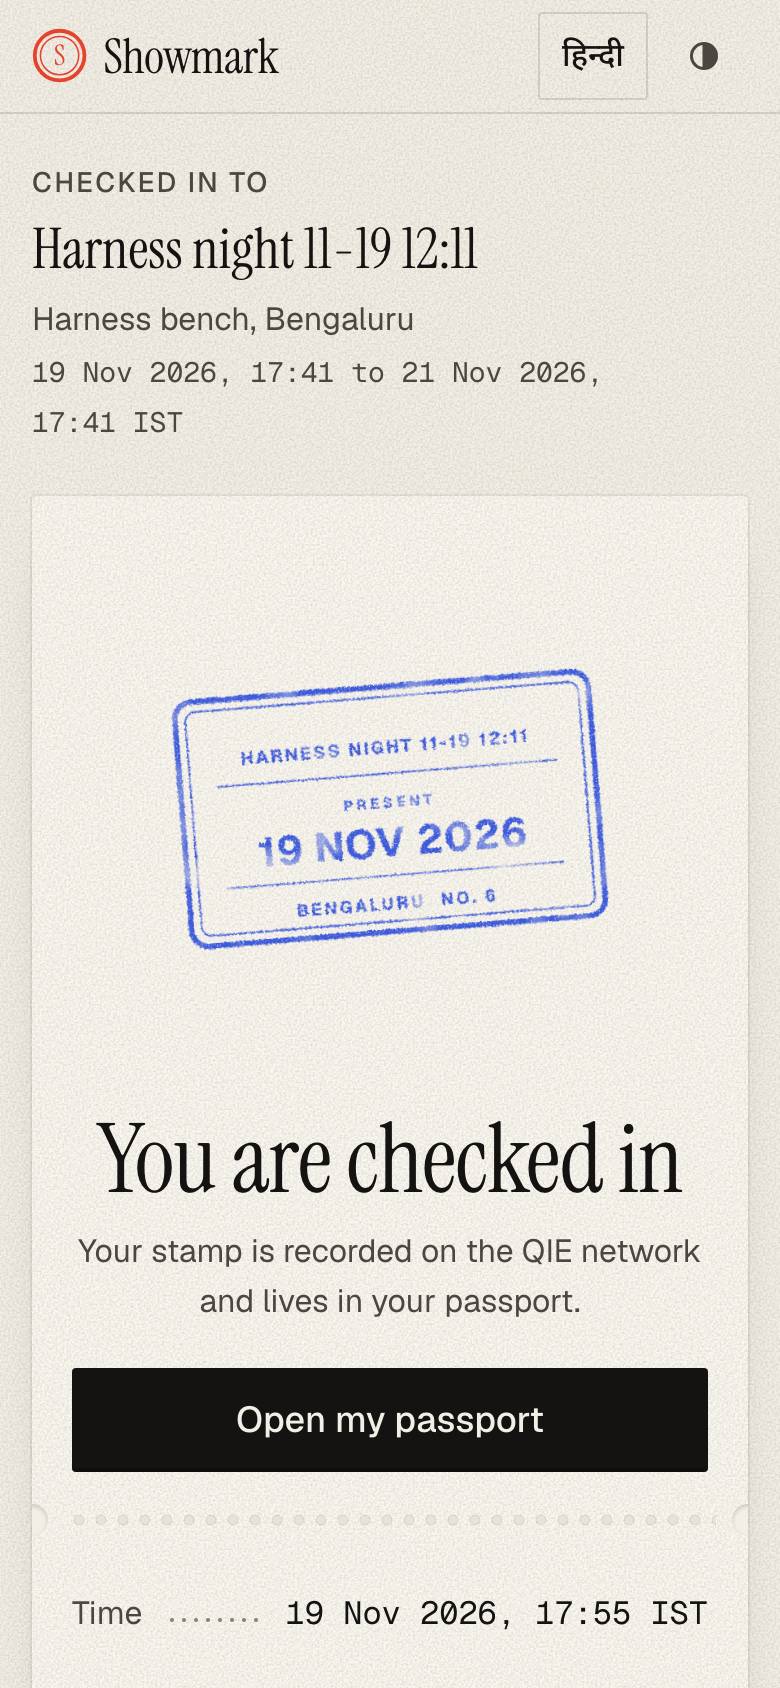 S Showmark हिन्दी
CHECKED IN TO
Harness night 11-19 12:11
Harness bench, Bengaluru
19 Nov 2026, 17:41 to 21 Nov 2026,
17:41 IST
HARNESS NIGHT 11-19 12:11
PRESENT
19 NOV 2026
BENGALURU NO. 6
You are checked in
Your stamp is recorded on the QIE network
and lives in your passport.
Open my passport
Time ........ 19 Nov 2026, 17:55 IST